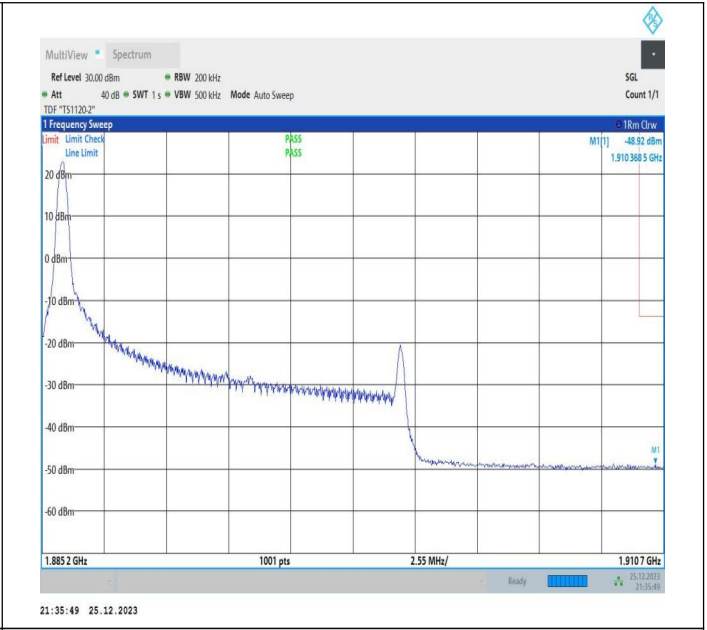 R&S
MultiView Spectrum
Ref Level 30.00 dBm RBW 200 kHz SGL
Att 40 dB SWT 1 s VBW 500 kHz Mode Auto Sweep Count 1/1
TDF "TS1120-2"
1 Frequency Sweep 1Rm Clrw
Limit Limit Check PASS M1[1] -48.92 dBm
Line Limit PASS 1.910 368 5 GHz
20 dBm
10 dBm
0 dBm
-10 dBm
-20 dBm
-30 dBm
-40 dBm
M1
-50 dBm
-60 dBm
1.885 2 GHz 1001 pts 2.55 MHz/ 1.910 7 GHz
Ready 25.12.2023
21:35:49
21:35:49 25.12.2023